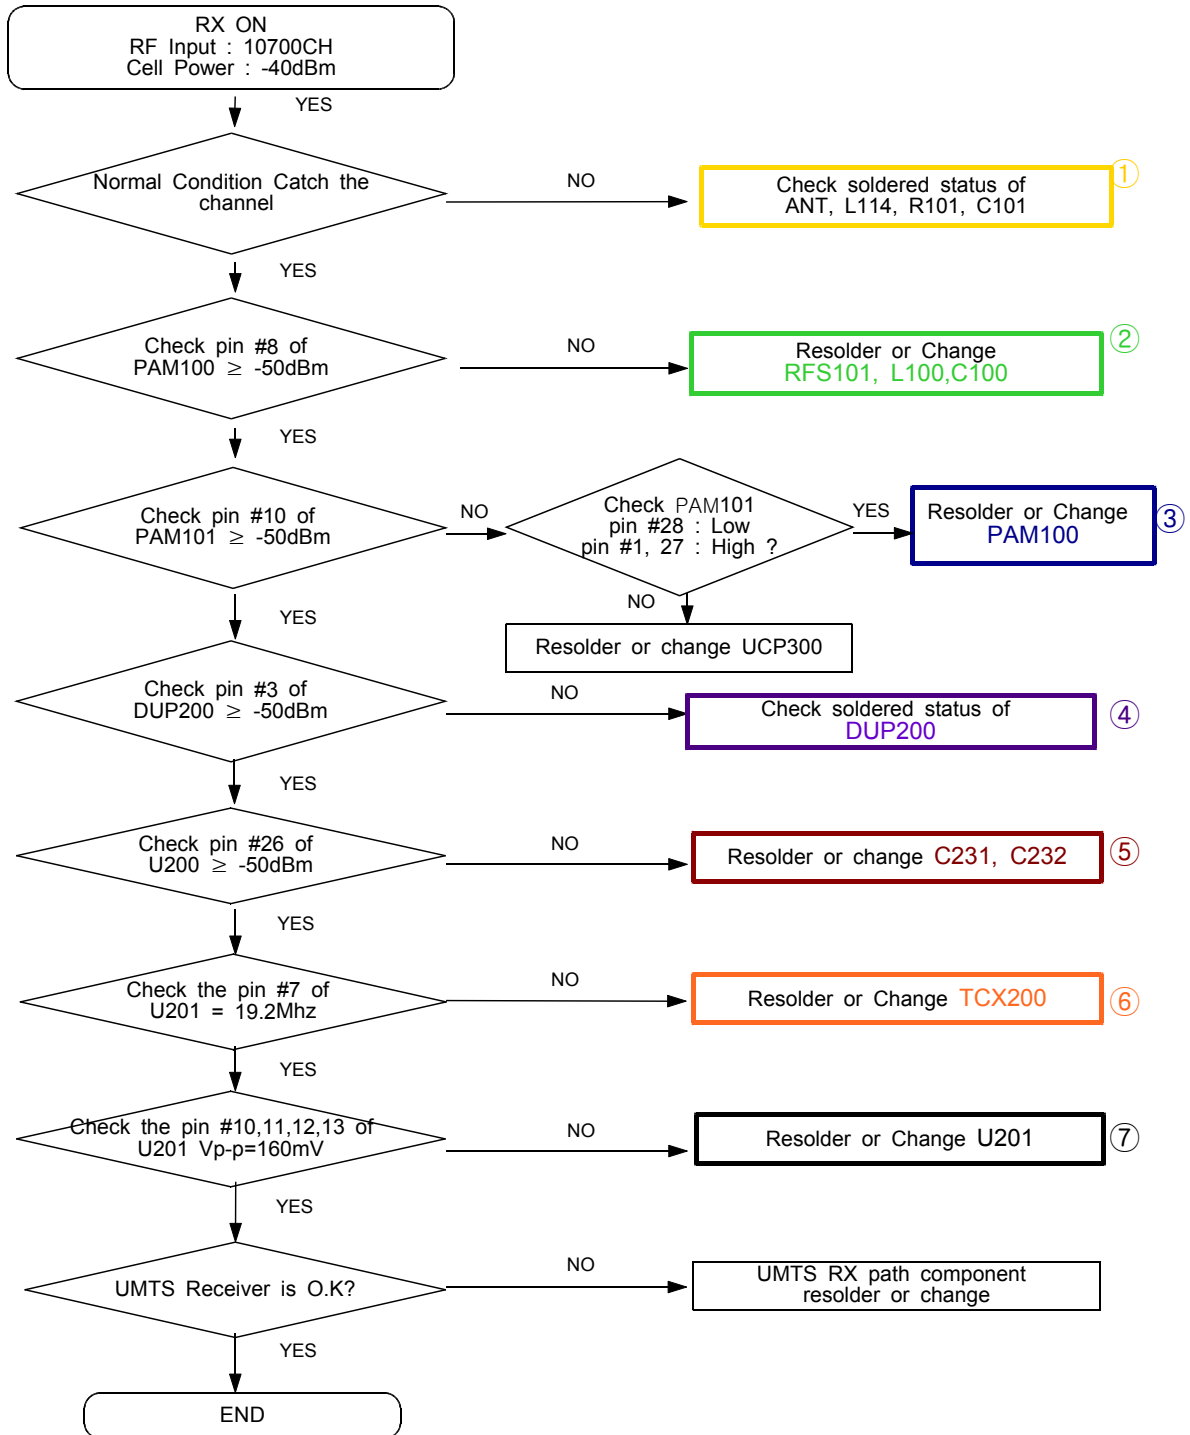 RX ON
RF Input : 10700CH
Cell Power : -40dBm
YES
Normal Condition Catch the
channel
NO
Check soldered status of
ANT, L114, R101, C101
①
YES
Check pin #8 of
PAM100 ≥ -50dBm
NO
Resolder or Change
RFS101, L100,C100
②
YES
Check pin #10 of
PAM101 ≥ -50dBm
NO
Check PAM101
pin #28 : Low
pin #1, 27 : High ?
YES
Resolder or Change
PAM100
③
NO
Resolder or change UCP300
YES
Check pin #3 of
DUP200 ≥ -50dBm
NO
Check soldered status of
DUP200
④
YES
Check pin #26 of
U200 ≥ -50dBm
NO
Resolder or change C231, C232
⑤
YES
Check the pin #7 of
U201 = 19.2Mhz
NO
Resolder or Change TCX200
⑥
YES
Check the pin #10,11,12,13 of
U201 Vp-p=160mV
NO
Resolder or Change U201
⑦
YES
UMTS Receiver is O.K?
NO
UMTS RX path component
resolder or change
YES
END